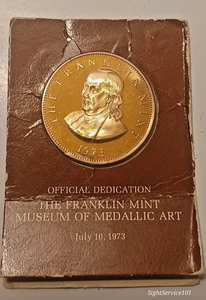 THE FRANKLIN MINT
1973
OFFICIAL DEDICATION
THE FRANKLIN MINT
MUSEUM OF MEDALLIC ART
July 10, 1973
SightService101